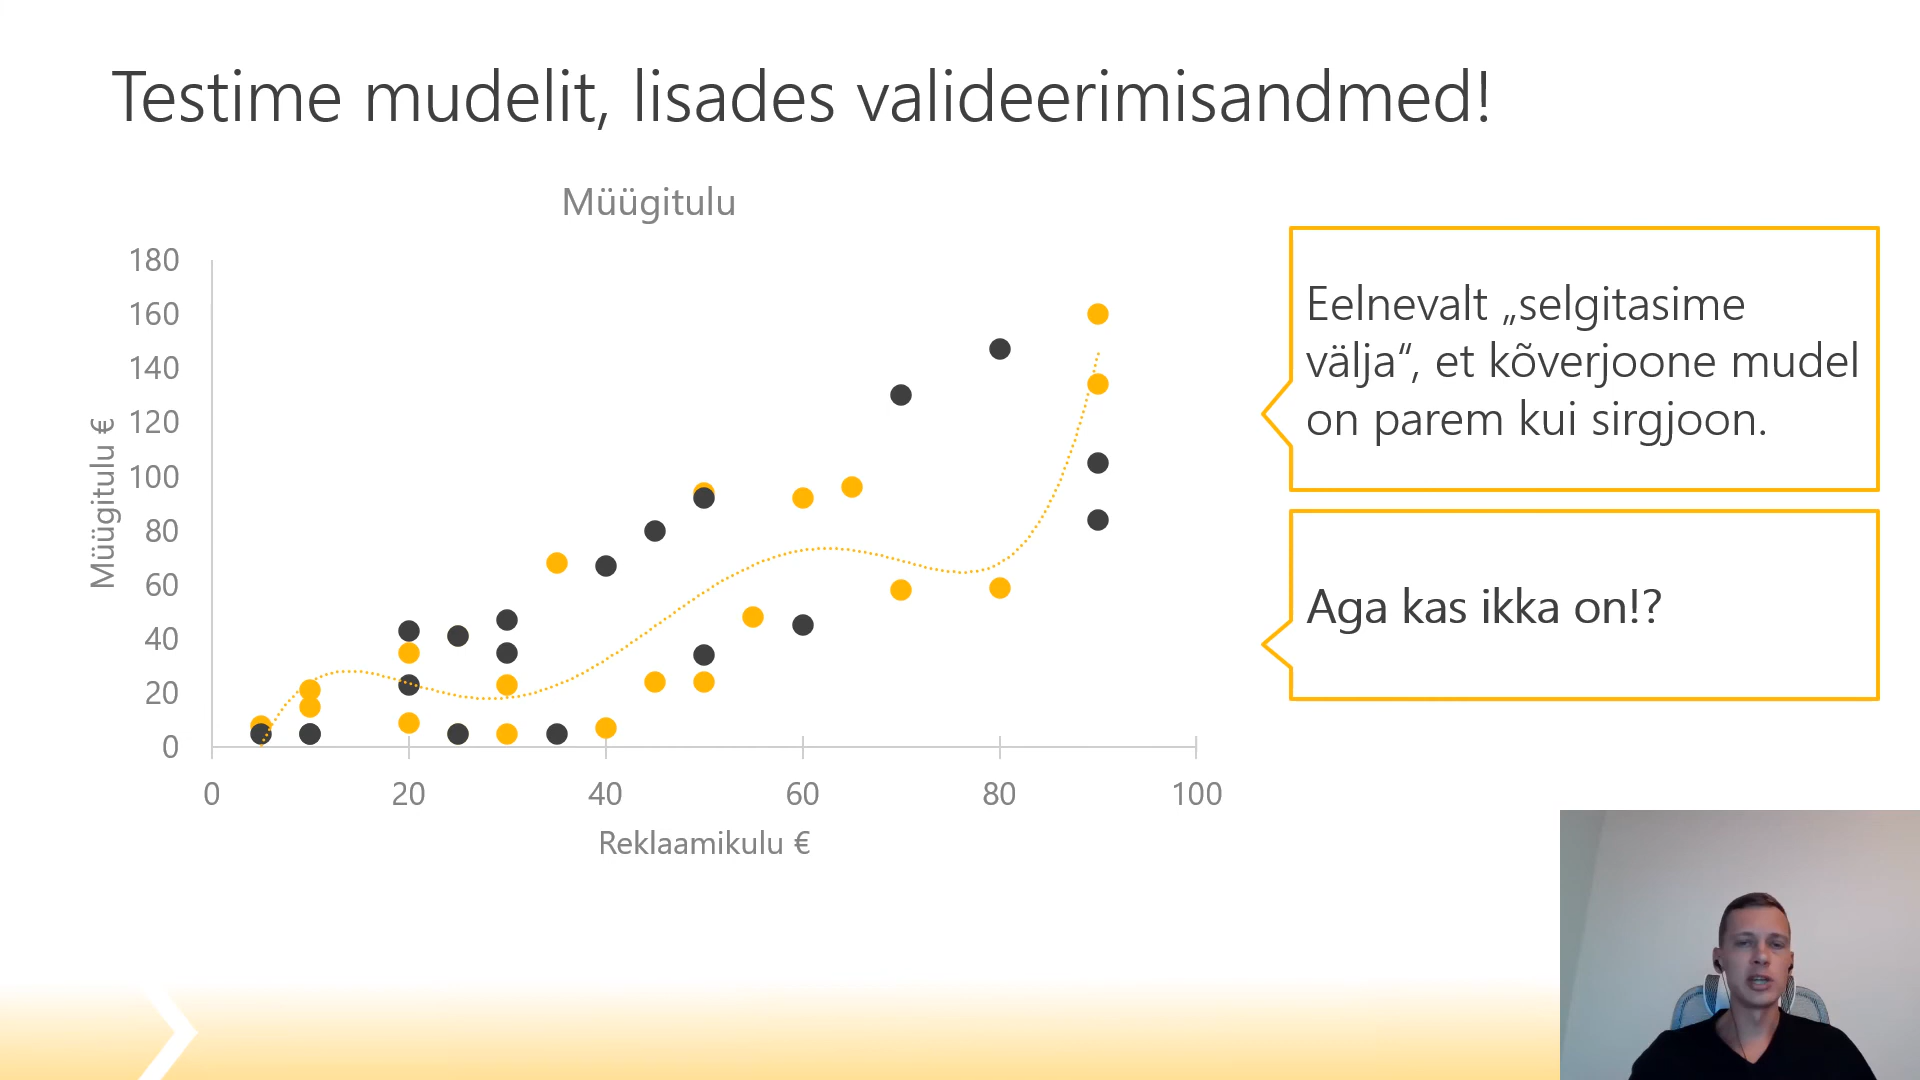 Testime mudelit, lisades valideerimisandmed!
Müügitulu
180
160
140
120
100
80
60
40
20
0
Müügitulu €
0 20 40 60 80 100
Reklaamikulu €
Eelnevalt „selgitasime
välja“, et kõverjoone mudel
on parem kui sirgjoon.
Aga kas ikka on!?